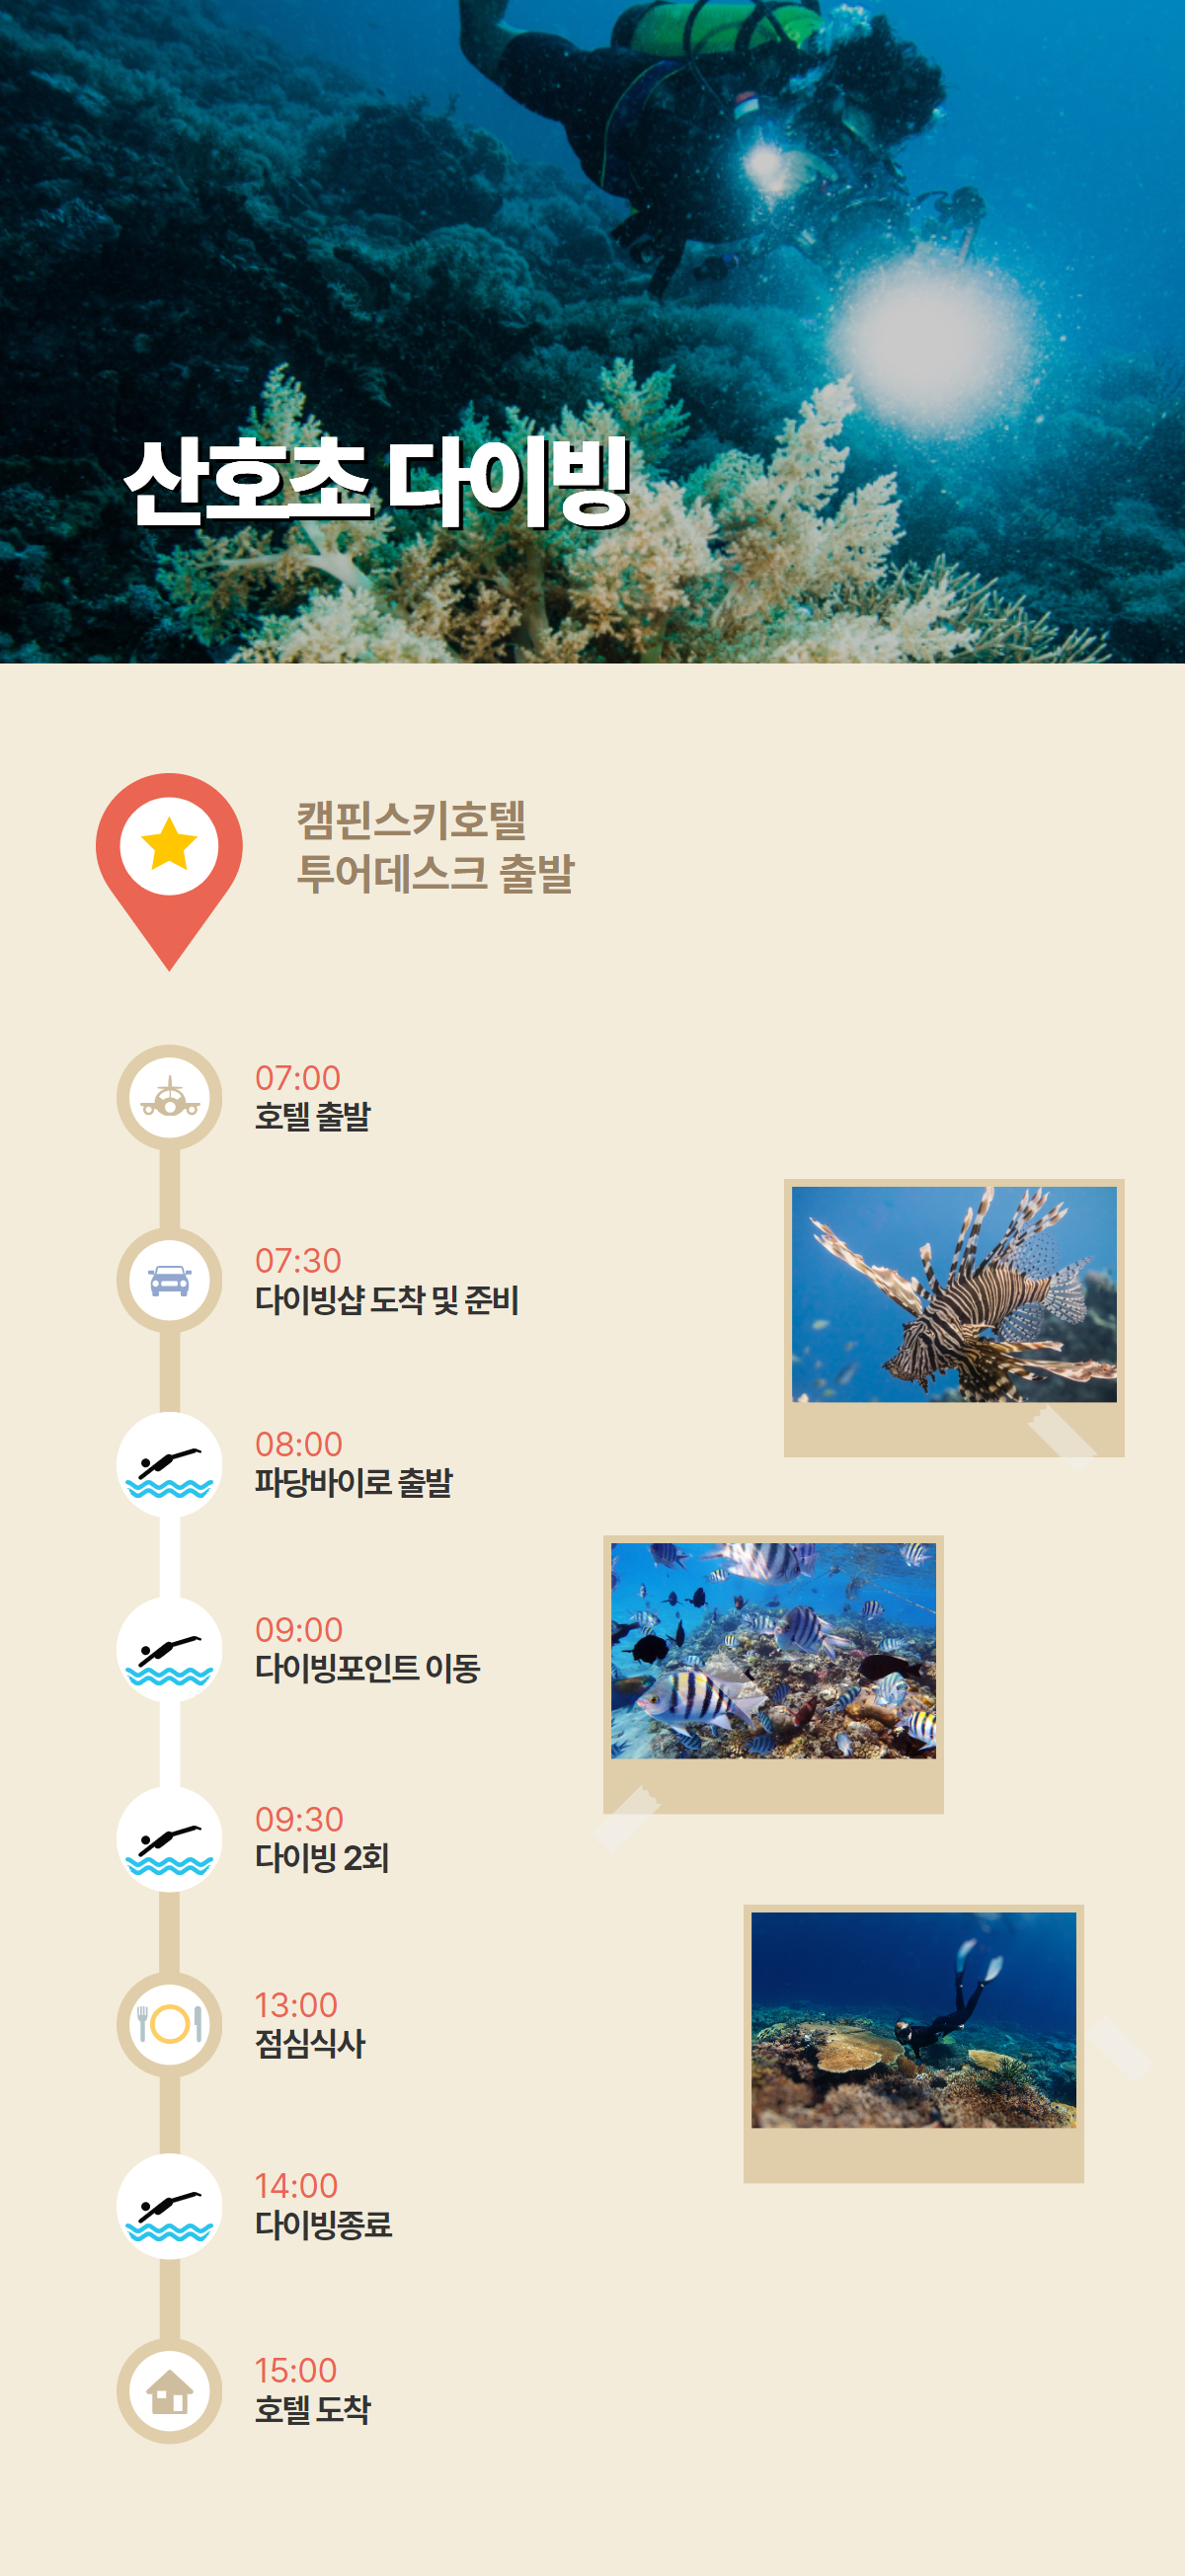 산호초 다이빙
캠핀스키호텔
투어데스크 출발
07:00
호텔 출발
07:30
다이빙샵 도착 및 준비
08:00
파당바이로 출발
09:00
다이빙포인트 이동
09:30
다이빙 2회
13:00
점심식사
14:00
다이빙종료
15:00
호텔 도착